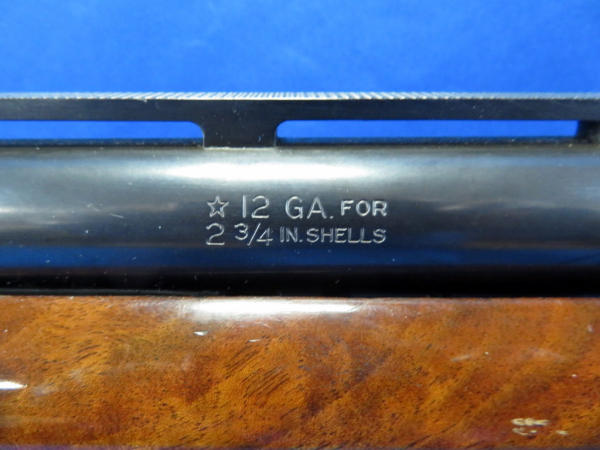 ☆ 12 GA. FOR
2 3/4 IN. SHELLS